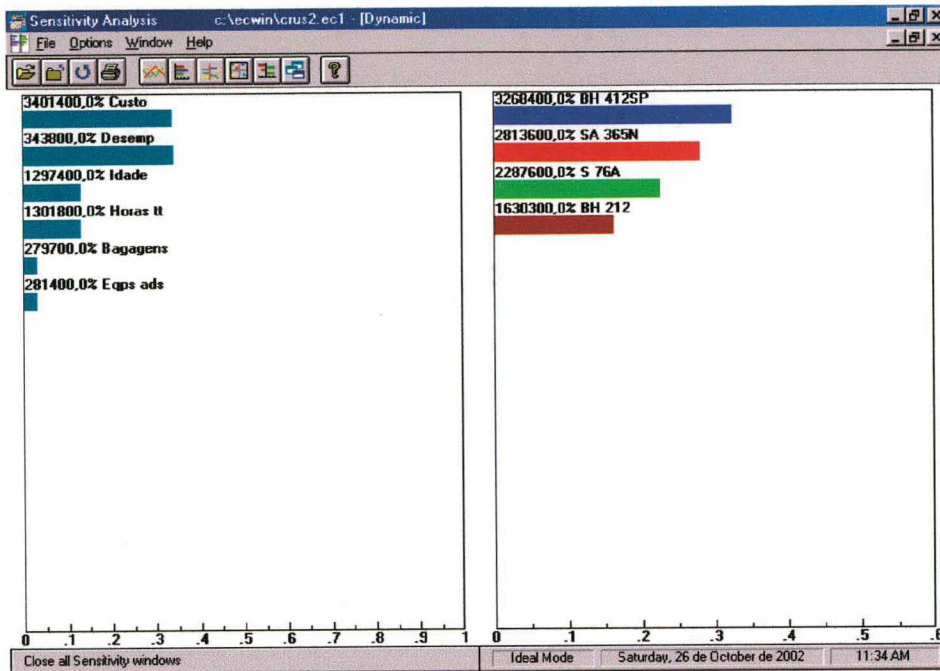 Sensitivity Analysis c:\ecwin\crus2.ec1 - [Dynamic]
File Options Window Help
3401400,0% Custo
343800,0% Desemp
1297400,0% Idade
1301800,0% Horas tt
279700,0% Bagagens
281400,0% Eqps ads
0 .1 .2 .3 .4 .5 .6 .7 .8 .9 1
3268400,0% BH 412SP
2813600,0% SA 365N
2287600,0% S 76A
1630300,0% BH 212
0 .1 .2 .3 .4 .5 .6
Close all Sensitivity windows Ideal Mode Saturday, 26 de October de 2002 11:34 AM